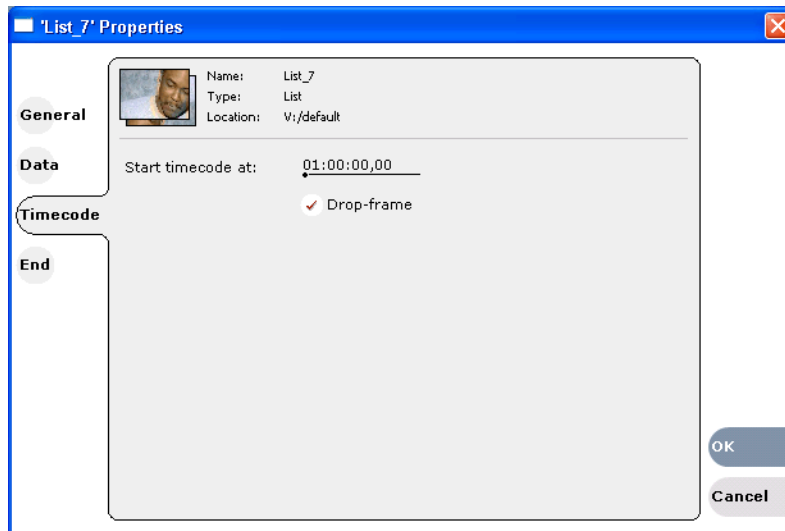 'List_7' Properties
General
Data
Timecode
End
Name: List_7
Type: List
Location: V:/default
Start timecode at: 01:00:00,00
Drop-frame
OK
Cancel